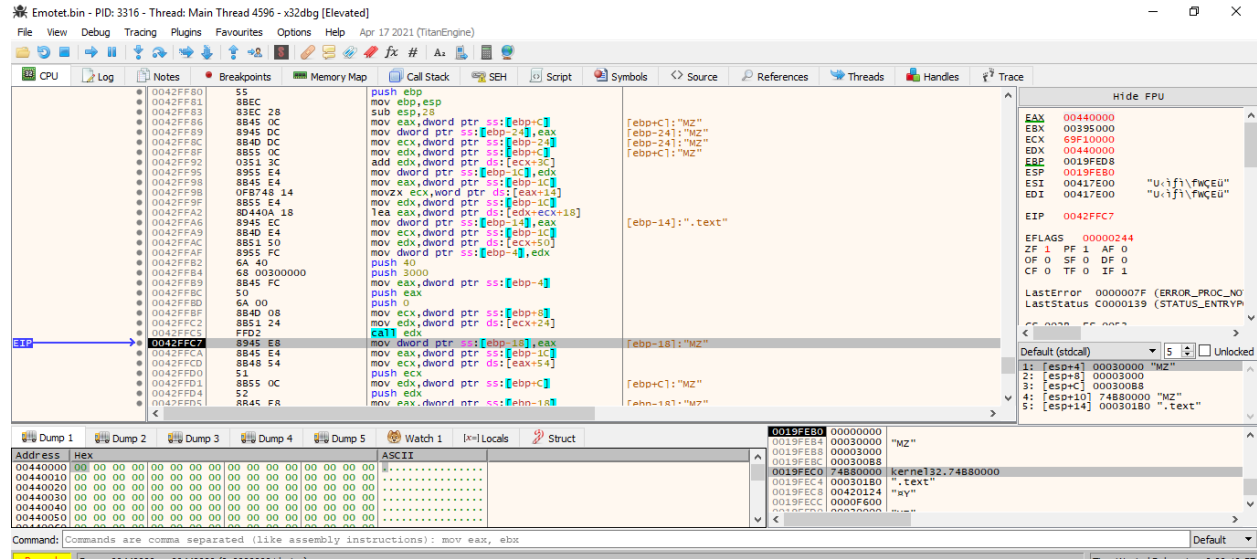 Emotet.bin - PID: 3316 - Thread: Main Thread 4596 - x32dbg [Elevated]
File View Debug Tracing Plugins Favourites Options Help Apr 17 2021 (TitanEngine)
CPU Log Notes Breakpoints Memory Map Call Stack SEH Script Symbols Source References Threads Handles Trace
0042FF80 55 push ebp
0042FF81 8BEC mov ebp,esp
0042FF83 83EC 28 sub esp,28
0042FF86 8B45 0C mov eax,dword ptr ss:[ebp+C] [ebp+C]:"MZ"
0042FF89 8945 DC mov dword ptr ss:[ebp-24],eax [ebp-24]:"MZ"
0042FF8C 8B4D DC mov ecx,dword ptr ss:[ebp-24] [ebp-24]:"MZ"
0042FF8F 8B55 0C mov edx,dword ptr ss:[ebp+C] [ebp+C]:"MZ"
0042FF92 0351 3C add edx,dword ptr ds:[ecx+3C]
0042FF95 8955 E4 mov dword ptr ss:[ebp-1C],edx
0042FF98 8B45 E4 mov eax,dword ptr ss:[ebp-1C]
0042FF9B 0FB748 14 movzx ecx,word ptr ds:[eax+14]
0042FF9F 8B55 E4 mov edx,dword ptr ss:[ebp-1C]
0042FFA2 8D440A 18 lea eax,dword ptr ds:[edx+ecx+18]
0042FFA6 8945 EC mov dword ptr ss:[ebp-14],eax [ebp-14]:".text"
0042FFA9 8B4D E4 mov ecx,dword ptr ss:[ebp-1C]
0042FFAC 8B51 50 mov edx,dword ptr ds:[ecx+50]
0042FFAF 8955 FC mov dword ptr ss:[ebp-4],edx
0042FFB2 6A 40 push 40
0042FFB4 68 00300000 push 3000
0042FFB9 8B45 FC mov eax,dword ptr ss:[ebp-4]
0042FFBC 50 push eax
0042FFBD 6A 00 push 0
0042FFBF 8B4D 08 mov ecx,dword ptr ss:[ebp+8]
0042FFC2 8B51 24 mov edx,dword ptr ds:[ecx+24]
0042FFC5 FFD2 call edx
EIP 0042FFC7 8945 E8 mov dword ptr ss:[ebp-18],eax [ebp-18]:"MZ"
0042FFCA 8B45 E4 mov eax,dword ptr ss:[ebp-1C]
0042FFCD 8B48 54 mov ecx,dword ptr ds:[eax+54]
0042FFD0 51 push ecx
0042FFD1 8B55 0C mov edx,dword ptr ss:[ebp+C] [ebp+C]:"MZ"
0042FFD4 52 push edx
0042FFD5 8B45 E8 mov eax,dword ptr ss:[ebp-18] [ebp-18]:"MZ"
Hide FPU
EAX 00440000
EBX 00395000
ECX 69F10000
EDX 00440000
EBP 0019FED8
ESP 0019FEB0
ESI 00417E00
EDI 00417E00
EIP 0042FFC7
EFLAGS 00000244
ZF 1 PF 1 AF 0
OF 0 SF 0 DF 0
CF 0 TF 0 IF 1
LastError 0000007F (ERROR_PROC_NO
LastStatus C0000139 (STATUS_ENTRYP
Default (stdcall) 5 Unlocked
1: [esp+4] 00030000 "MZ"
2: [esp+8] 00003000
3: [esp+C] 000300B8
4: [esp+10] 74B80000 "MZ"
5: [esp+14] 000301B0 ".text"
Dump 1 Dump 2 Dump 3 Dump 4 Dump 5 Watch 1 [x=] Locals Struct
Address Hex ASCII
00440000 00 00 00 00 00 00 00 00 00 00 00 00 00 00 00 00 ................
00440010 00 00 00 00 00 00 00 00 00 00 00 00 00 00 00 00 ................
00440020 00 00 00 00 00 00 00 00 00 00 00 00 00 00 00 00 ................
00440030 00 00 00 00 00 00 00 00 00 00 00 00 00 00 00 00 ................
00440040 00 00 00 00 00 00 00 00 00 00 00 00 00 00 00 00 ................
00440050 00 00 00 00 00 00 00 00 00 00 00 00 00 00 00 00 ................
0019FEB0 00000000
0019FEB4 00030000 "MZ"
0019FEB8 00003000
0019FEBC 000300B8
0019FEC0 74B80000 kernel32.74B80000
0019FEC4 000301B0 ".text"
0019FEC8 00420124 "¤Y"
0019FECC 0000F600
Command: Commands are comma separated (like assembly instructions): mov eax, ebx
Default